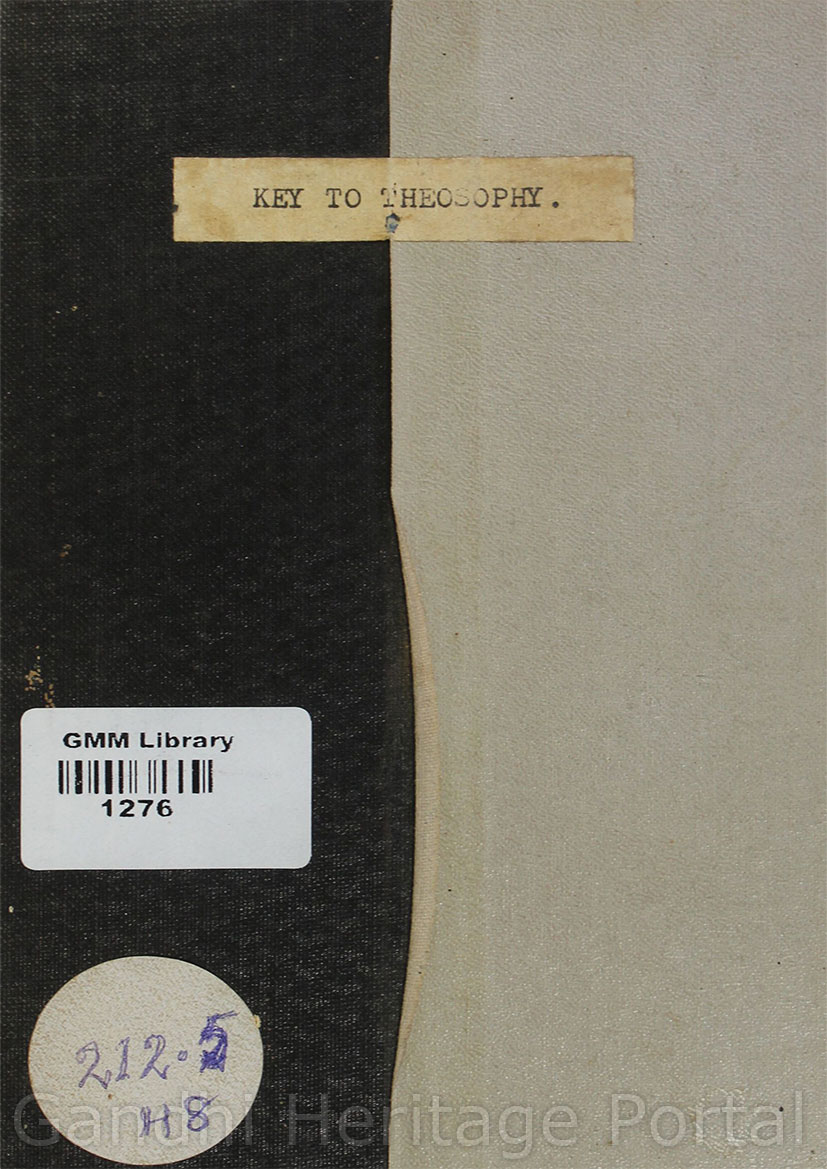 KEY TO THEOSOPHY.
GMM Library
1276
212.5
H8
Gandhi Heritage Portal